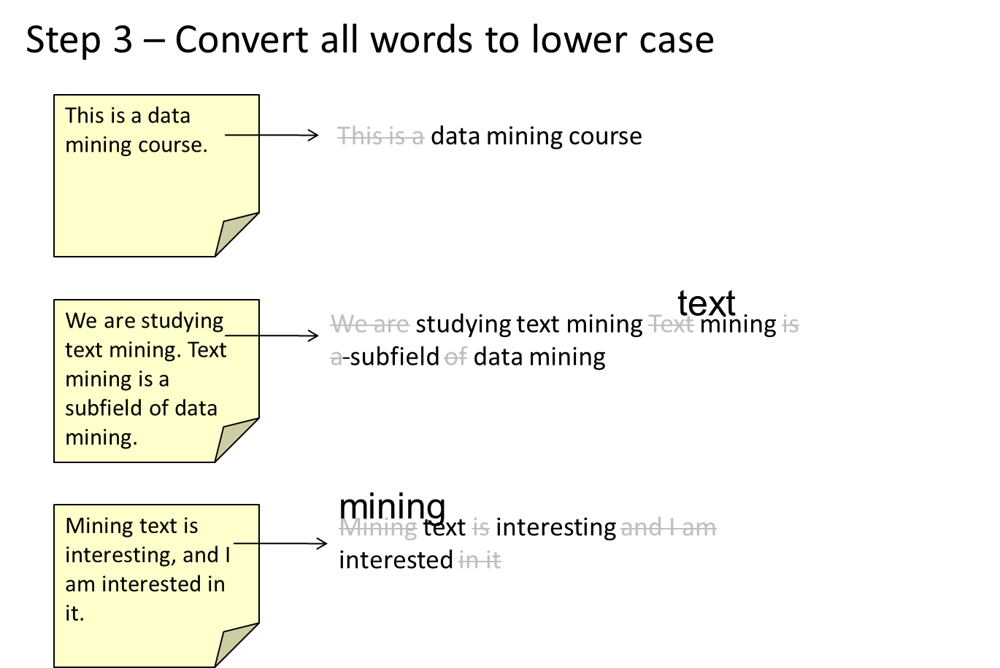 Step 3 – Convert all words to lower case
This is a data
mining course.
This is a data mining course
We are studying
text mining. Text
mining is a
subfield of data
mining.
text
We are studying text mining Text mining is
a-subfield of data mining
Mining text is
interesting, and I
am interested in
it.
mining
Mining text is interesting and I am
interested in it